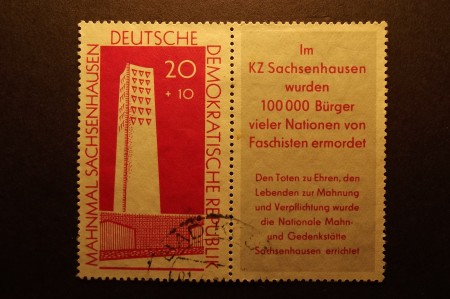 MAHNMAL SACHSENHAUSEN
DEUTSCHE
DEMOKRATISCHE REPUBLIK
20
+ 10
Im
KZ Sachsenhausen
wurden
100 000 Bürger
vieler Nationen von
Faschisten ermordet
Den Toten zu Ehren, den
Lebenden zur Mahnung
und Verpflichtung wurde
die Nationale Mahn-
und Gedenkstätte
Sachsenhausen errichtet